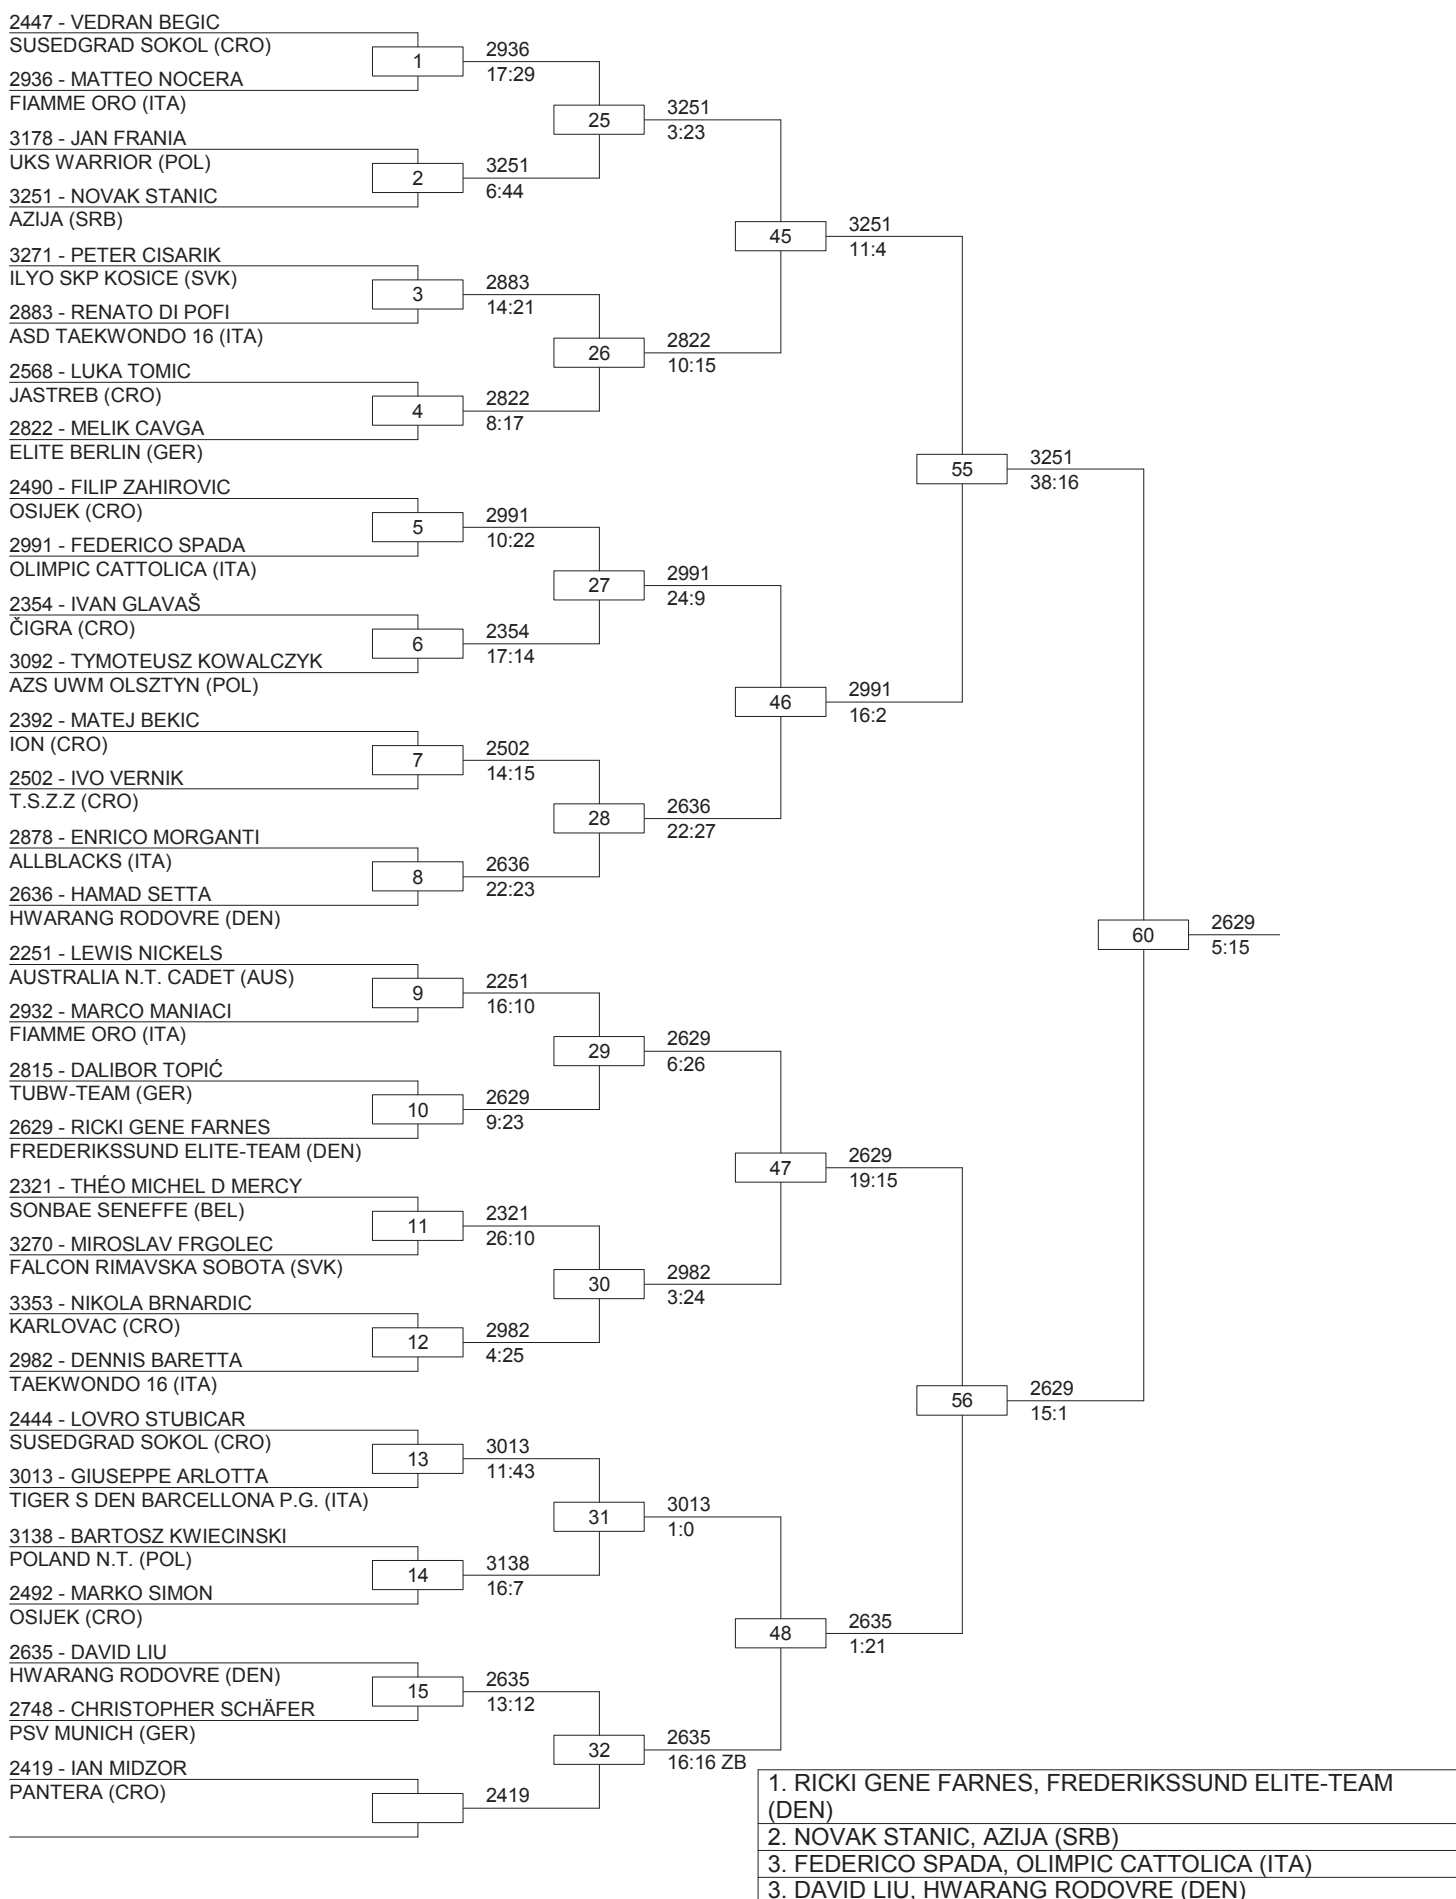 2447 - VEDRAN BEGIC
SUSEDGRAD SOKOL (CRO)
1
2936
17:29
2936 - MATTEO NOCERA
FIAMME ORO (ITA)
25
3251
3:23
3178 - JAN FRANIA
UKS WARRIOR (POL)
2
3251
6:44
3251 - NOVAK STANIC
AZIJA (SRB)
45
3251
11:4
3271 - PETER CISARIK
ILYO SKP KOSICE (SVK)
3
2883
14:21
2883 - RENATO DI POFI
ASD TAEKWONDO 16 (ITA)
26
2822
10:15
2568 - LUKA TOMIC
JASTREB (CRO)
4
2822
8:17
2822 - MELIK CAVGA
ELITE BERLIN (GER)
55
3251
38:16
2490 - FILIP ZAHIROVIC
OSIJEK (CRO)
5
2991
10:22
2991 - FEDERICO SPADA
OLIMPIC CATTOLICA (ITA)
27
2991
24:9
2354 - IVAN GLAVAŠ
ČIGRA (CRO)
6
2354
17:14
3092 - TYMOTEUSZ KOWALCZYK
AZS UWM OLSZTYN (POL)
46
2991
16:2
2392 - MATEJ BEKIC
ION (CRO)
7
2502
14:15
2502 - IVO VERNIK
T.S.Z.Z (CRO)
28
2636
22:27
2878 - ENRICO MORGANTI
ALLBLACKS (ITA)
8
2636
22:23
2636 - HAMAD SETTA
HWARANG RODOVRE (DEN)
60
2629
5:15
2251 - LEWIS NICKELS
AUSTRALIA N.T. CADET (AUS)
9
2251
16:10
2932 - MARCO MANIACI
FIAMME ORO (ITA)
29
2629
6:26
2815 - DALIBOR TOPIĆ
TUBW-TEAM (GER)
10
2629
9:23
2629 - RICKI GENE FARNES
FREDERIKSSUND ELITE-TEAM (DEN)
47
2629
19:15
2321 - THÉO MICHEL D MERCY
SONBAE SENEFFE (BEL)
11
2321
26:10
3270 - MIROSLAV FRGOLEC
FALCON RIMAVSKA SOBOTA (SVK)
30
2982
3:24
3353 - NIKOLA BRNARDIC
KARLOVAC (CRO)
12
2982
4:25
2982 - DENNIS BARETTA
TAEKWONDO 16 (ITA)
56
2629
15:1
2444 - LOVRO STUBICAR
SUSEDGRAD SOKOL (CRO)
13
3013
11:43
3013 - GIUSEPPE ARLOTTA
TIGER S DEN BARCELLONA P.G. (ITA)
31
3013
1:0
3138 - BARTOSZ KWIECINSKI
POLAND N.T. (POL)
14
3138
16:7
2492 - MARKO SIMON
OSIJEK (CRO)
48
2635
1:21
2635 - DAVID LIU
HWARANG RODOVRE (DEN)
15
2635
13:12
2748 - CHRISTOPHER SCHÄFER
PSV MUNICH (GER)
32
2635
16:16 ZB
2419 - IAN MIDZOR
PANTERA (CRO)
2419
1. RICKI GENE FARNES, FREDERIKSSUND ELITE-TEAM
(DEN)
2. NOVAK STANIC, AZIJA (SRB)
3. FEDERICO SPADA, OLIMPIC CATTOLICA (ITA)
3. DAVID LIU, HWARANG RODOVRE (DEN)